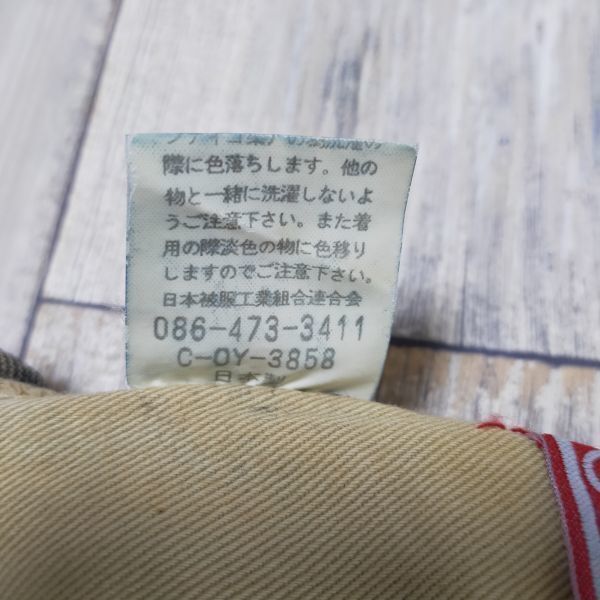 際に色落ちします。他の
物と一緒に洗濯しないよ
うご注意下さい。また着
用の際淡色の物に色移り
しますのでご注意下さい。
日本被服工業組合連合会
086-473-3411
C-OY-3858
日本製